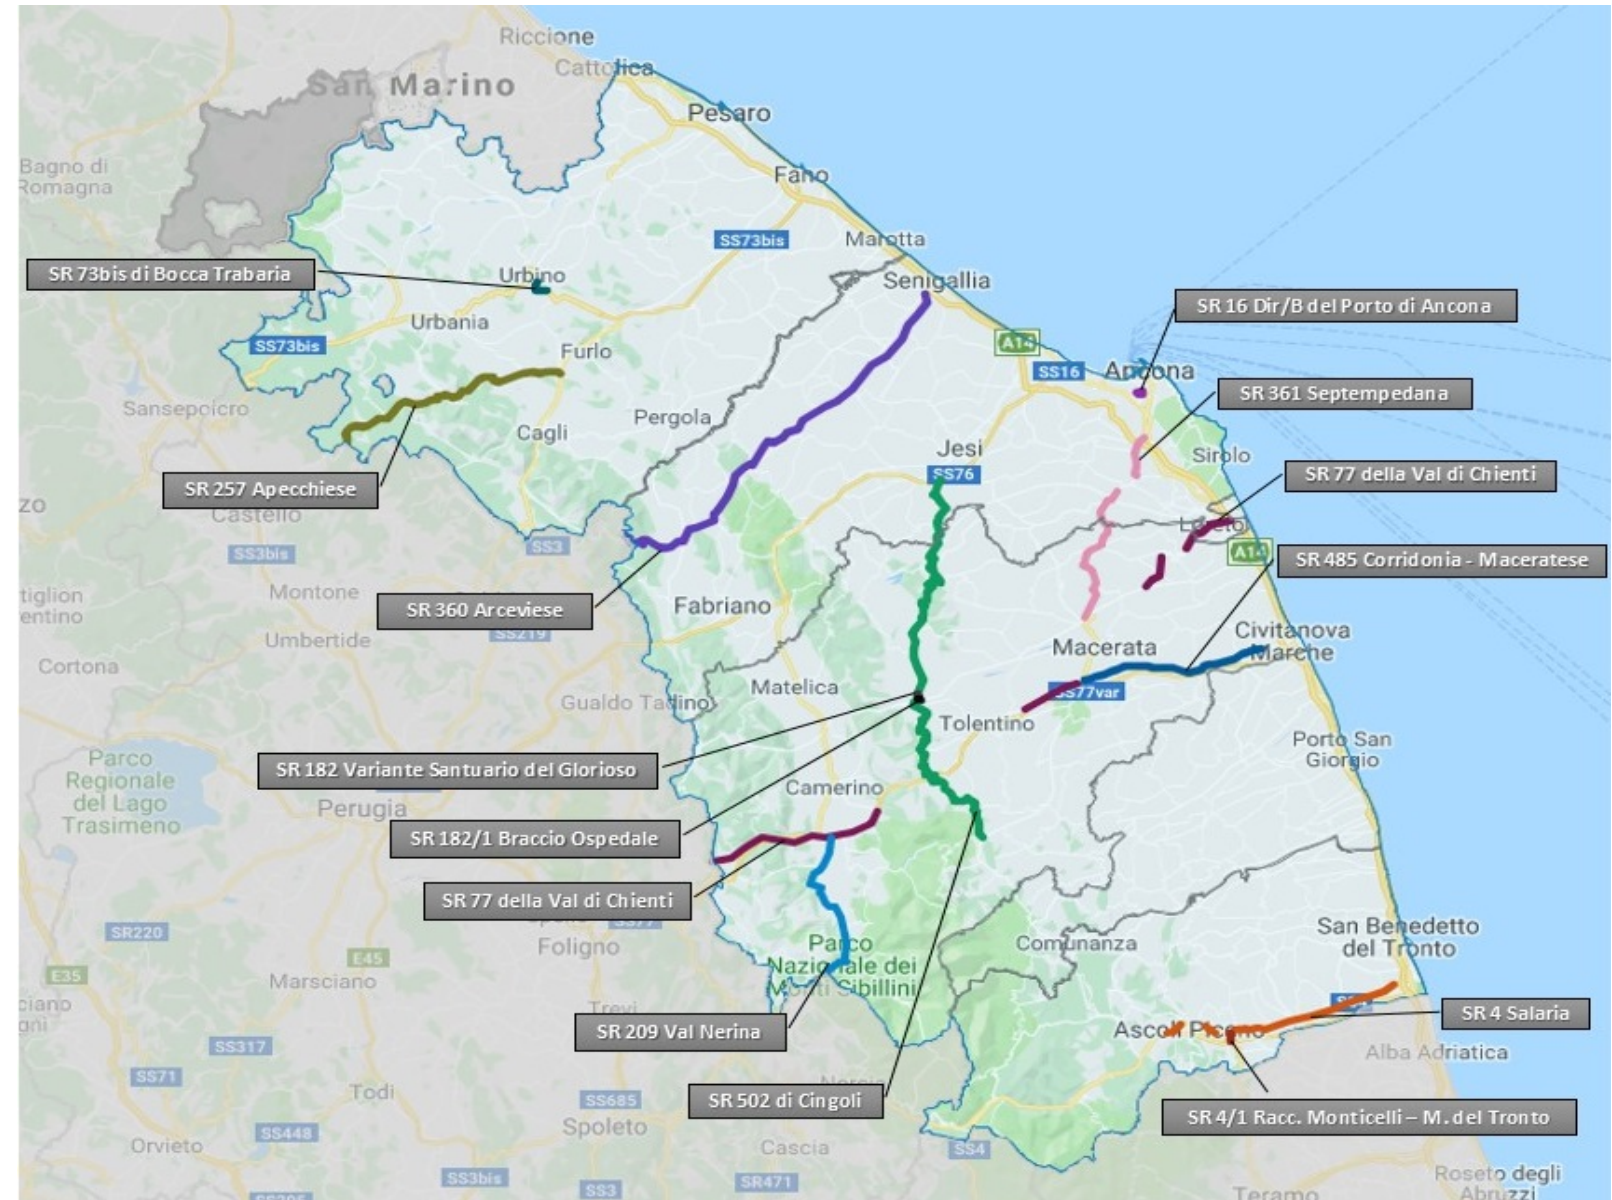 Riccione
Cattolica
San Marino
Pesaro
Bagno di
Romagna
Fano
SS73bis
Marotta
SR 73bis di Bocca Trabaria
Urbino
Senigallia
SR 16 Dir/B del Porto di Ancona
Urbania
SS73bis
Furlo
A14
SS16
Ancona
SR 361 Septempedana
Sansepolcro
Pergola
Cagli
Jesi
SS76
Sirolo
SR 77 della Val di Chienti
SR 257 Apecchiese
zo
Castello
SS3bis
SS3
Loreto
A14
SR 485 Corridonia - Maceratese
tiglion
entino
Montone
SR 360 Arceviese
Fabriano
SS219
Umbertide
Macerata
Civitanova
Marche
Cortona
Matelica
SS77var
Gualdo Tadino
Tolentino
Porto San
Giorgio
Parco
Regionale
del Lago
Trasimeno
SR 182 Variante Santuario del Glorioso
Camerino
Perugia
SR 182/1 Braccio Ospedale
SR 77 della Val di Chienti
SS77
SR220
Foligno
Parco
Nazionale dei
Monti Sibillini
Comunanza
San Benedetto
del Tronto
E45
E35
Marsciano
ciano
Trevi
SR 209 Val Nerina
Ascoli Piceno
SR 4 Salaria
SS317
Alba Adriatica
SS71
Todi
Norcia
SR 502 di Cingoli
SS685
SR 4/1 Racc. Monticelli – M. del Tronto
Spoleto
SS448
Orvieto
Cascia
SS4
SS3bis
SS3
SR471
Roseto degli
Abruzzi
Teramo